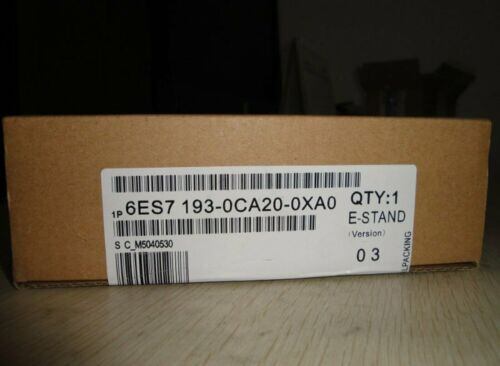 1P 6ES7 193-0CA20-0XA0
QTY:1
E-STAND
(Version)
03
S C_M5040530
PACKING